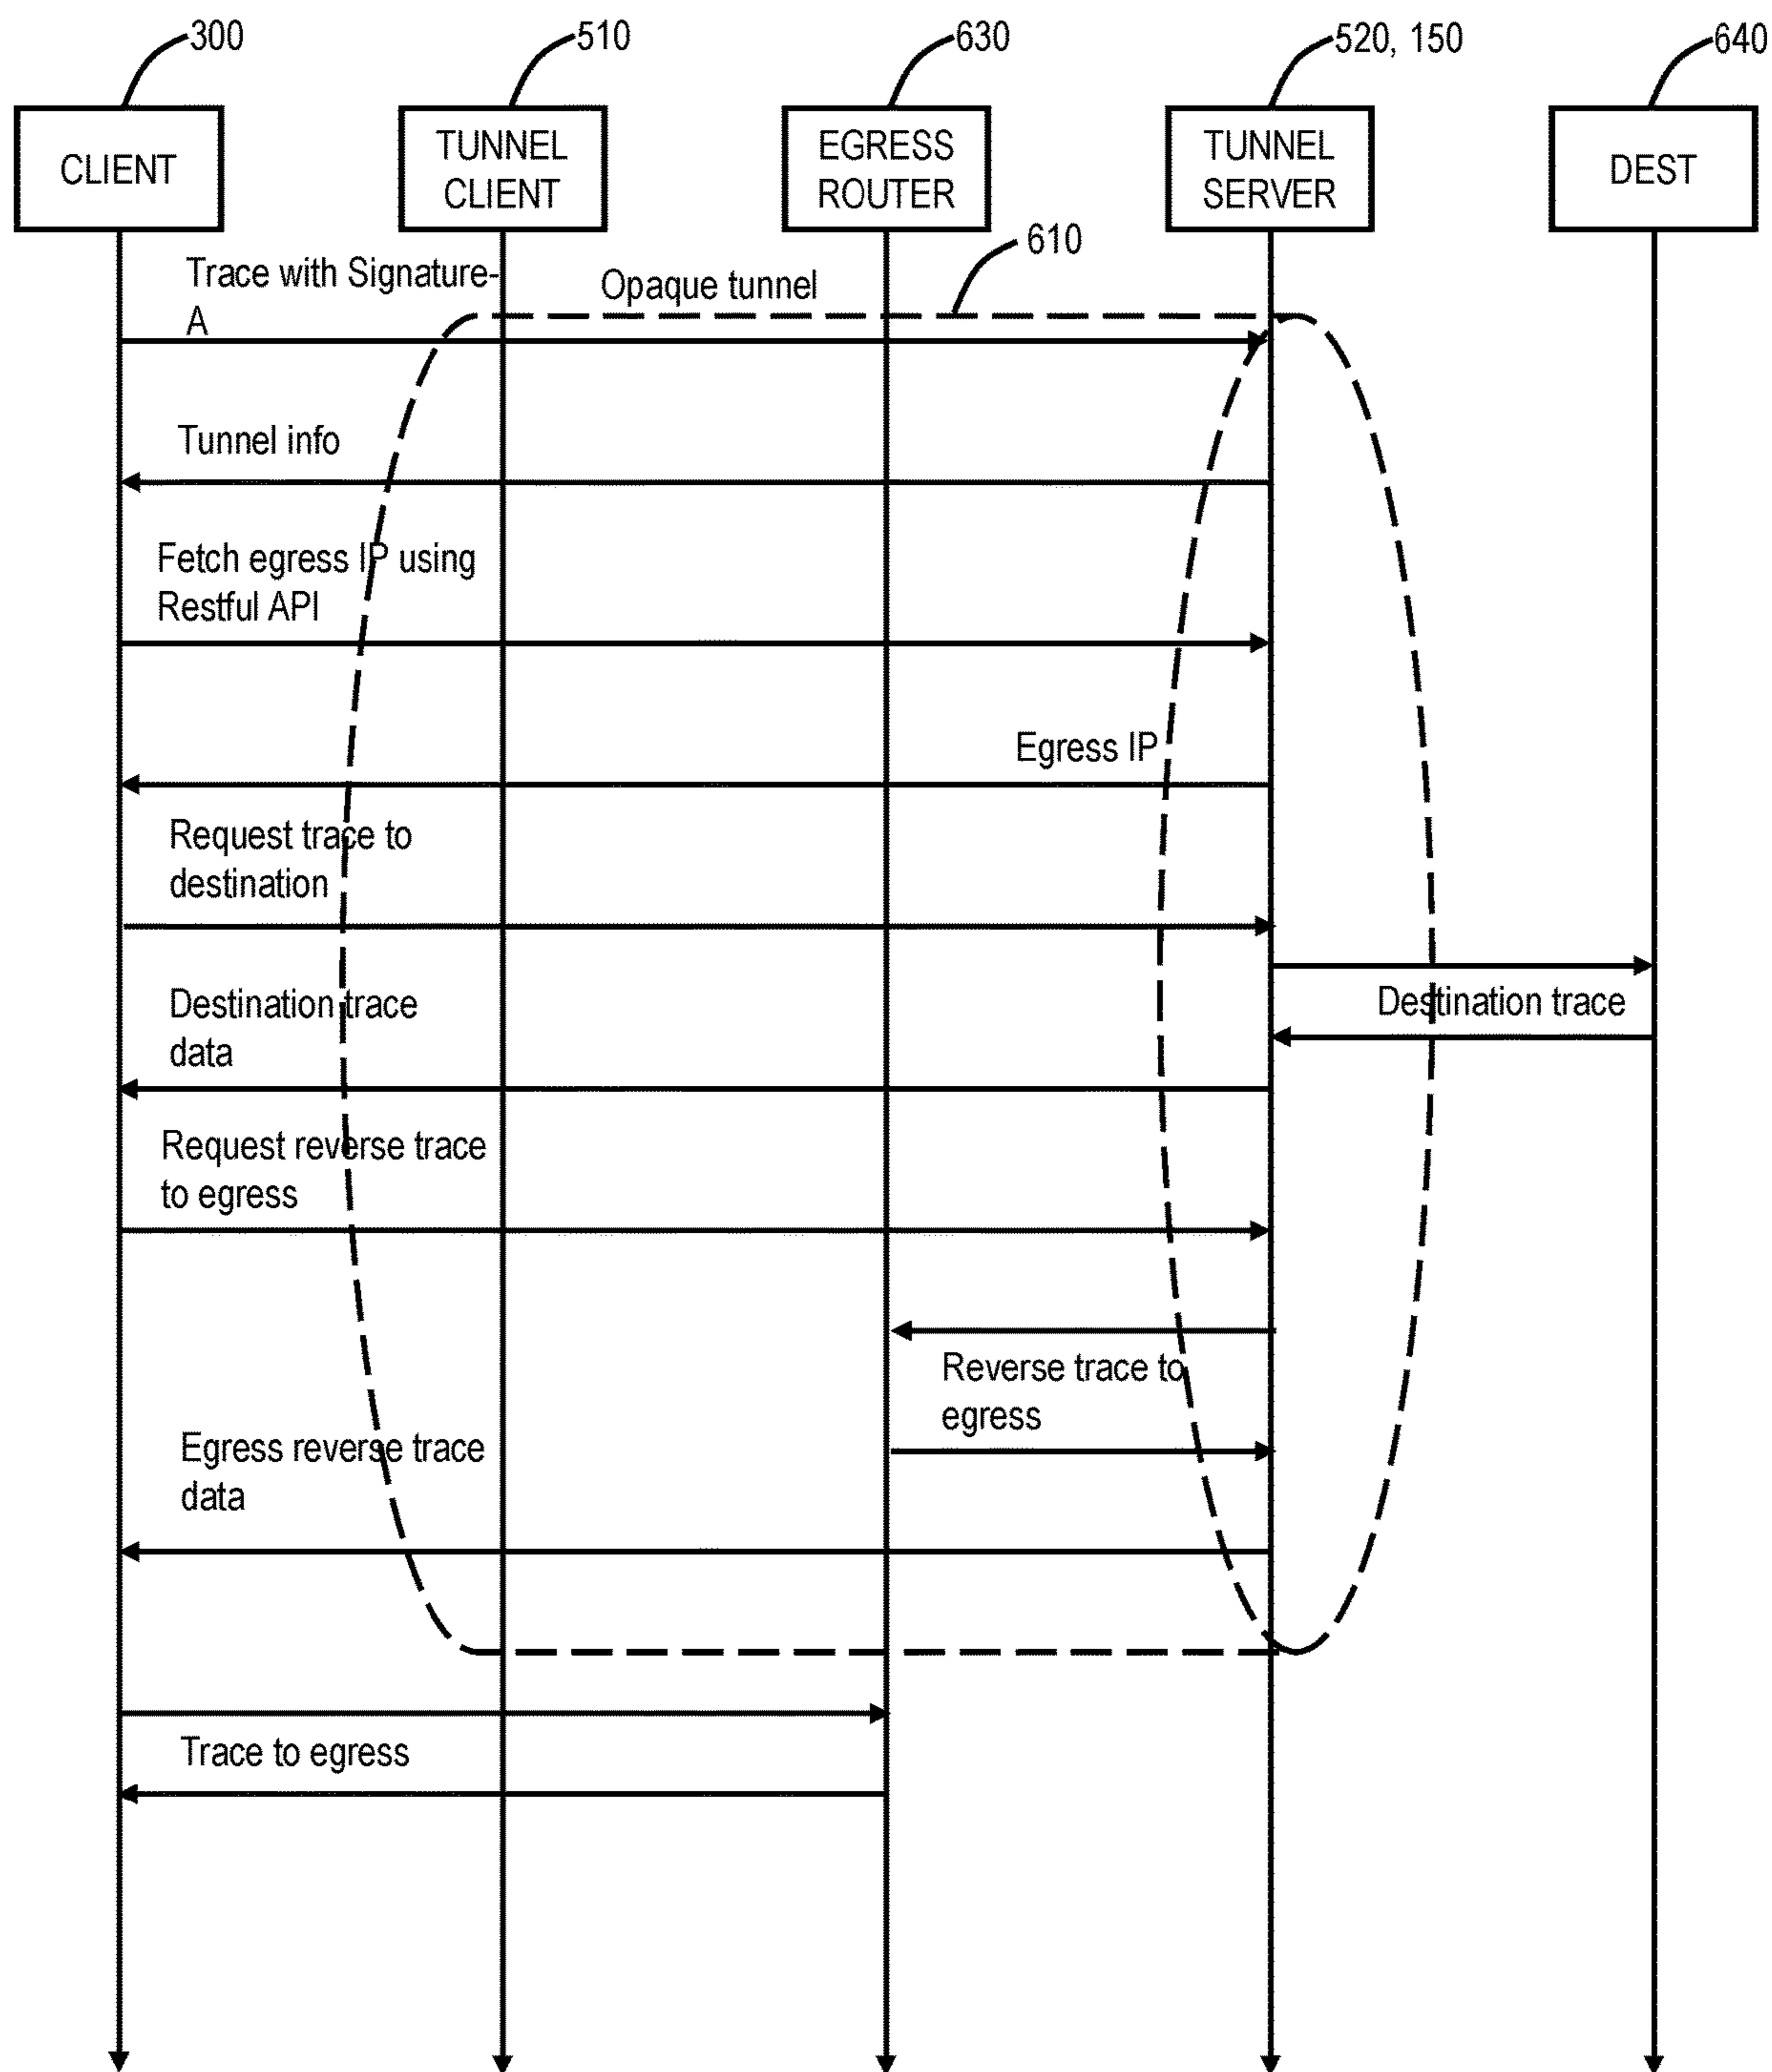 300
510
630
520, 150
640
CLIENT
TUNNEL
CLIENT
EGRESS
ROUTER
TUNNEL
SERVER
DEST
610
Trace with Signature-
A
Opaque tunnel
Tunnel info
Fetch egress IP using
Restful API
Egress IP
Request trace to
destination
Destination trace
Destination trace
data
Request reverse trace
to egress
Reverse trace to
egress
Egress reverse trace
data
Trace to egress